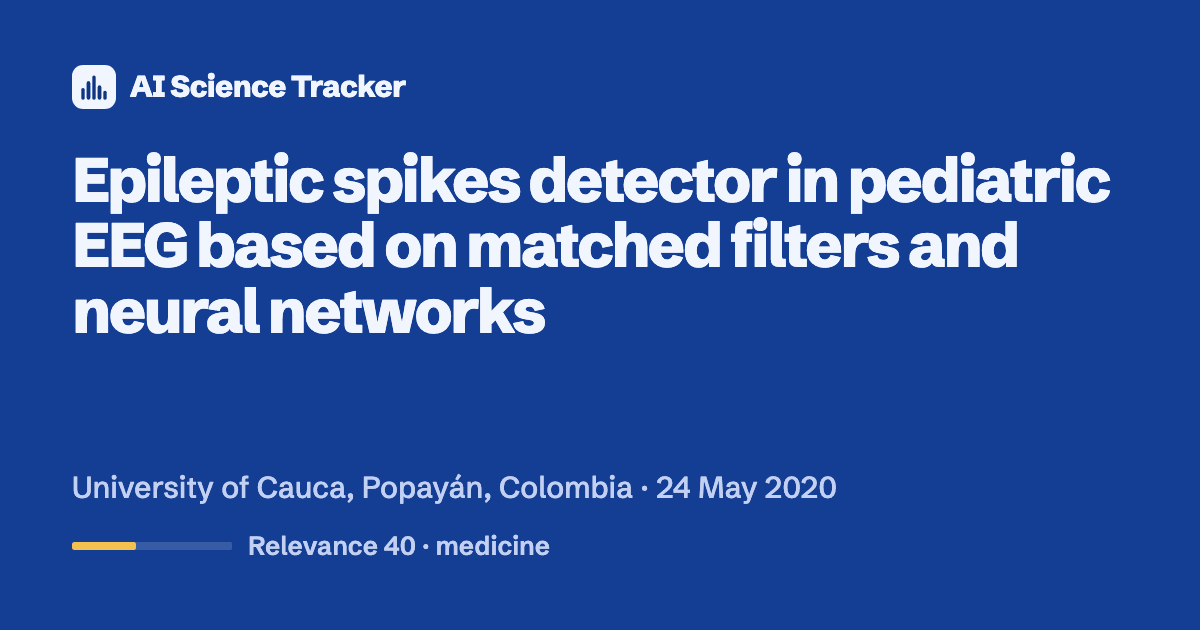 AI Science Tracker
Epileptic spikes detector in pediatric
EEG based on matched filters and
neural networks
University of Cauca, Popayán, Colombia · 24 May 2020
Relevance 40 · medicine